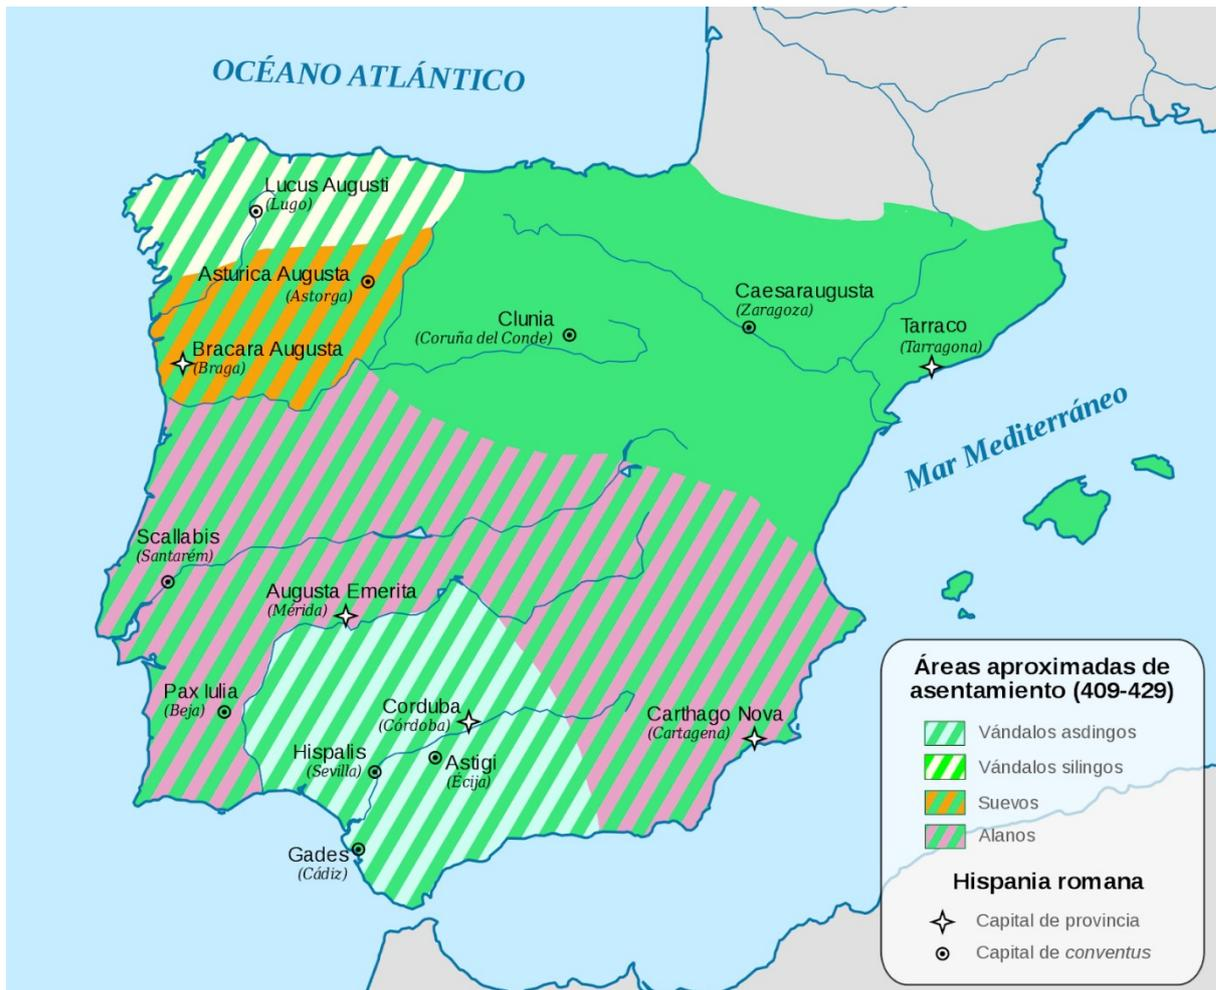 OCÉANO ATLÁNTICO
Lucus Augusti
(Lugo)
Asturica Augusta
(Astorga)
Bracara Augusta
(Braga)
Clunia
(Coruña del Conde)
Caesaraugusta
(Zaragoza)
Tarraco
(Tarragona)
Mar Mediterráneo
Scallabis
(Santarém)
Augusta Emerita
(Mérida)
Pax Iulia
(Beja)
Corduba
(Córdoba)
Carthago Nova
(Cartagena)
Hispalis
(Sevilla)
Astigi
(Écija)
Gades
(Cádiz)
Áreas aproximadas de
asentamiento (409-429)
Vándalos asdingos
Vándalos silingos
Suevos
Alanos
Hispania romana
Capital de provincia
Capital de conventus